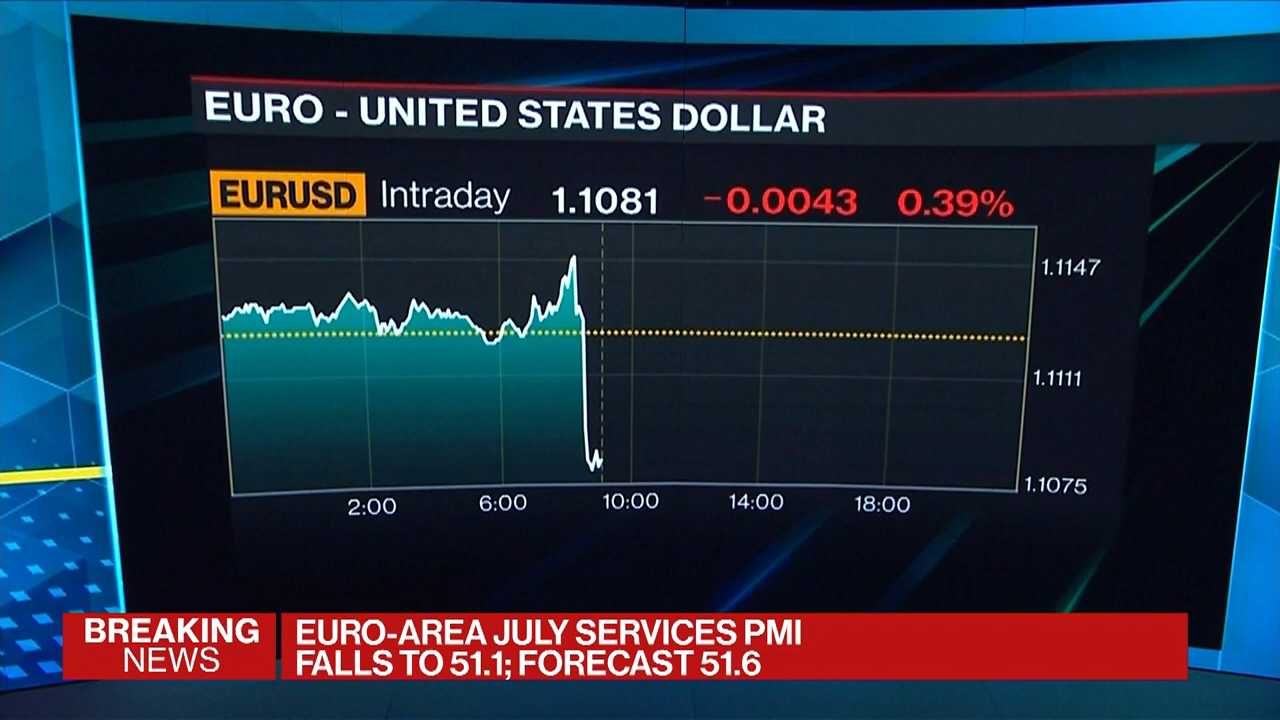 EURO - UNITED STATES DOLLAR
EURUSD Intraday 1.1081 -0.0043 0.39%
1.1147
1.1111
1.1075
2:00 6:00 10:00 14:00 18:00
BREAKING NEWS
EURO-AREA JULY SERVICES PMI
FALLS TO 51.1; FORECAST 51.6